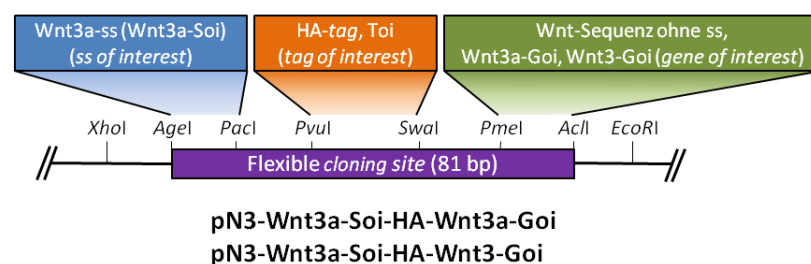 Wnt3a-ss (Wnt3a-Soi)
(ss of interest)
HA-tag, Toi
(tag of interest)
Wnt-Sequenz ohne ss,
Wnt3a-Goi, Wnt3-Goi (gene of interest)
XhoI AgeI PacI PvuI SwaI PmeI AclI EcoRI
Flexible cloning site (81 bp)
pN3-Wnt3a-Soi-HA-Wnt3a-Goi
pN3-Wnt3a-Soi-HA-Wnt3-Goi